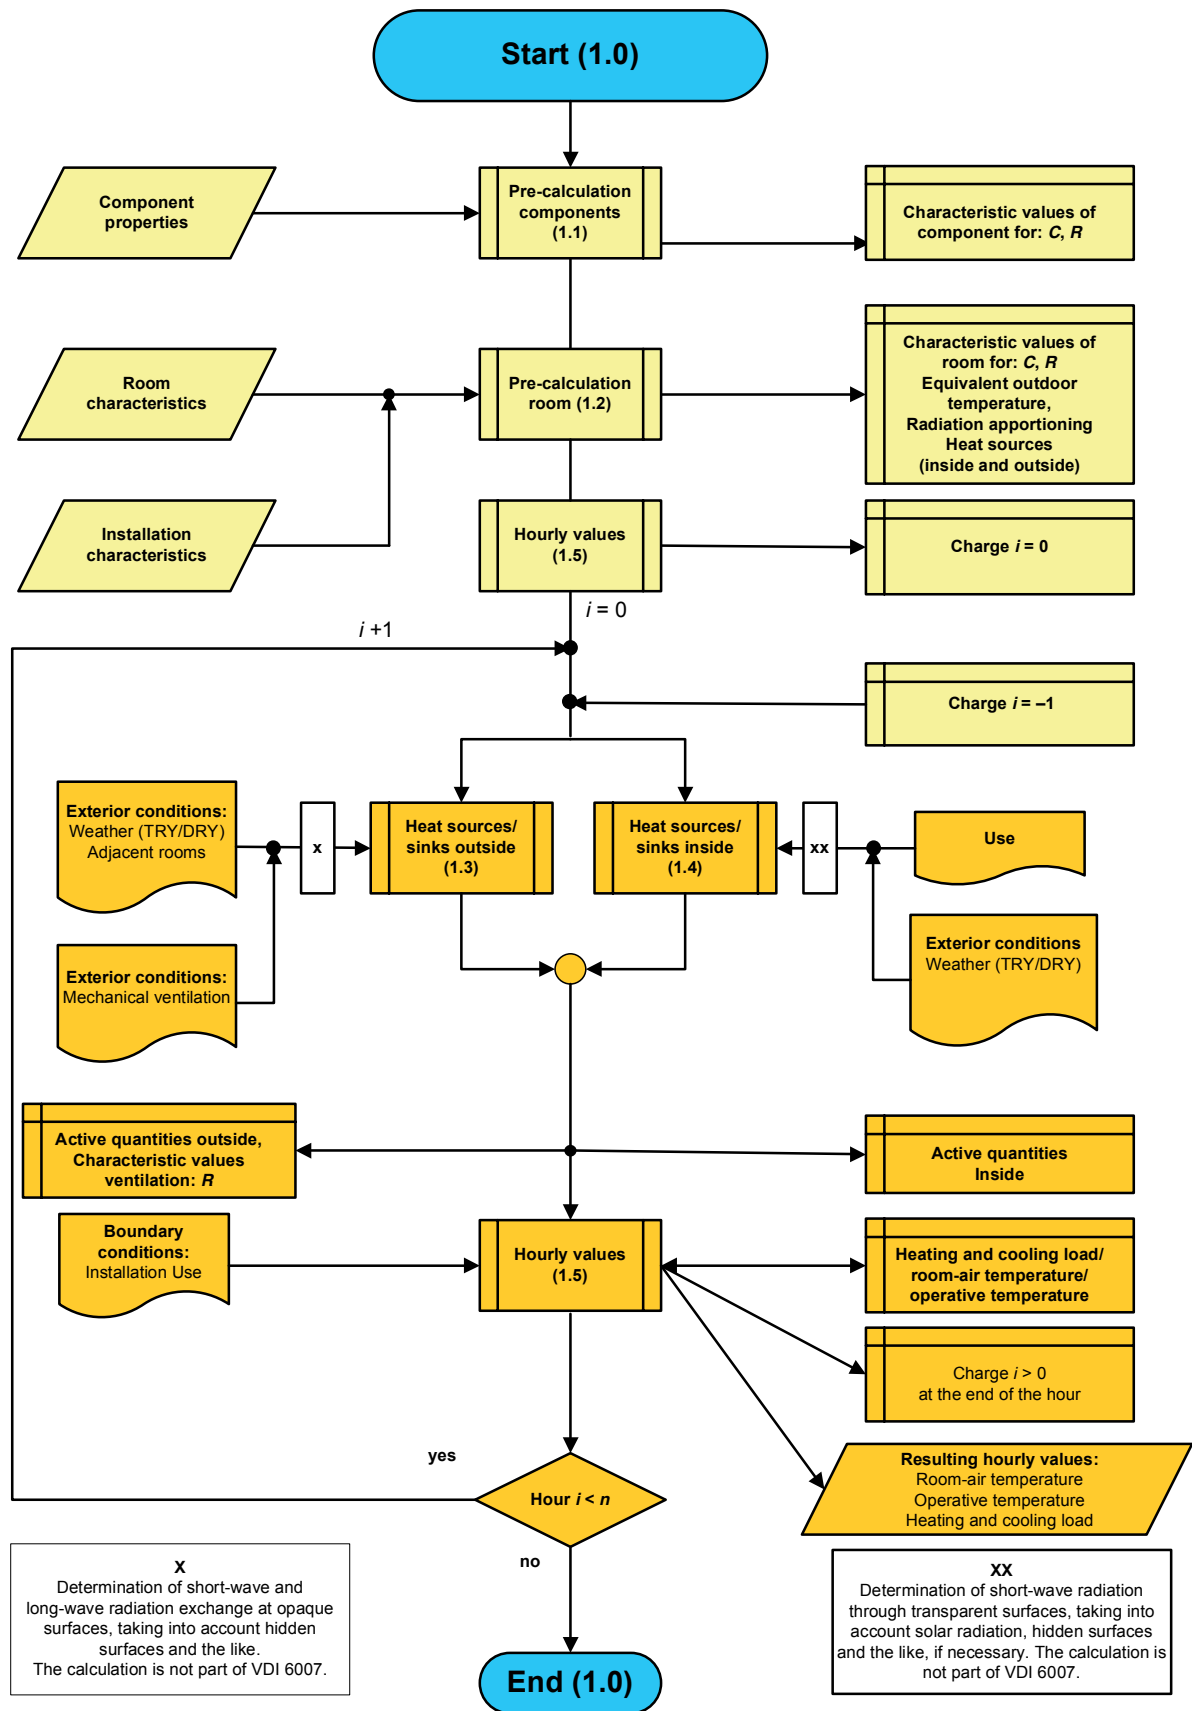 Start (1.0)
Component
properties
Pre-calculation
components
(1.1)
Characteristic values of
component for: C, R
Room
characteristics
Pre-calculation
room (1.2)
Characteristic values of
room for: C, R
Equivalent outdoor
temperature,
Radiation apportioning
Heat sources
(inside and outside)
Installation
characteristics
Hourly values
(1.5)
Charge i = 0
i = 0
i +1
Charge i = –1
Exterior conditions:
Weather (TRY/DRY)
Adjacent rooms
x
Heat sources/
sinks outside
(1.3)
Heat sources/
sinks inside
(1.4)
xx
Use
Exterior conditions:
Mechanical ventilation
Exterior conditions
Weather (TRY/DRY)
Active quantities outside,
Characteristic values
ventilation: R
Active quantities
Inside
Boundary
conditions:
Installation Use
Hourly values
(1.5)
Heating and cooling load/
room-air temperature/
operative temperature
Charge i > 0
at the end of the hour
yes
Hour i < n
Resulting hourly values:
Room-air temperature
Operative temperature
Heating and cooling load
no
X
Determination of short-wave and
long-wave radiation exchange at opaque
surfaces, taking into account hidden
surfaces and the like.
The calculation is not part of VDI 6007.
XX
Determination of short-wave radiation
through transparent surfaces, taking into
account solar radiation, hidden surfaces
and the like, if necessary. The calculation is
not part of VDI 6007.
End (1.0)